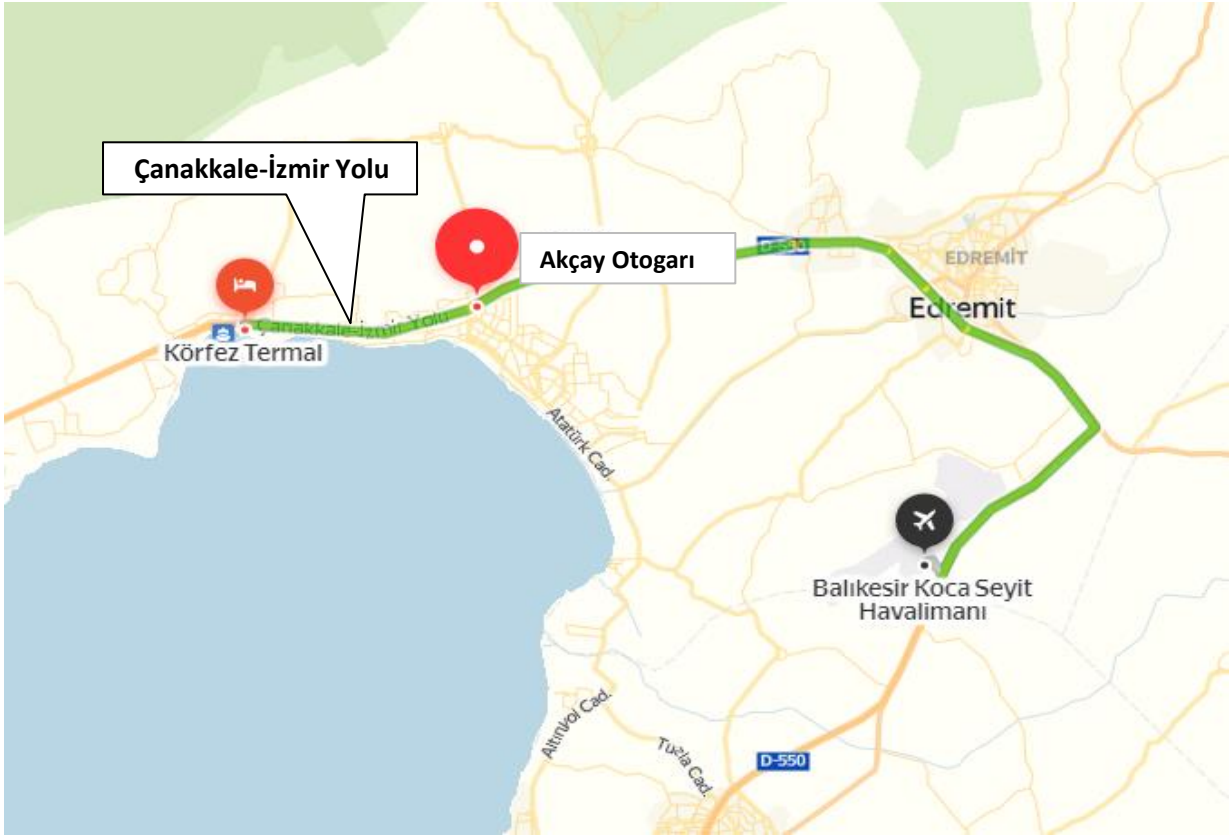 Çanakkale-İzmir Yolu
Akçay Otogarı
D-550
EDREMİT
Edremit
Çanakkale-İzmir Yolu
Körfez Termal
Atatürk Cad.
Balıkesir Koca Seyit
Havalimanı
Altınyol Cad.
Tuzla Cad.
D-550